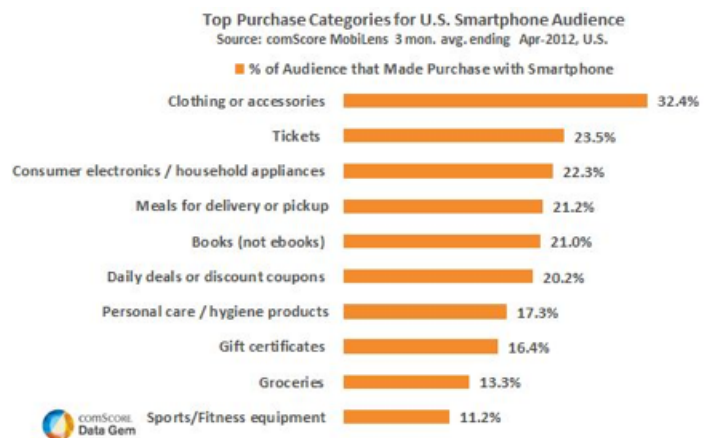 Top Purchase Categories for U.S. Smartphone Audience
Source: comScore MobiLens 3 mon. avg. ending Apr-2012, U.S.
% of Audience that Made Purchase with Smartphone
Clothing or accessories 32.4%
Tickets 23.5%
Consumer electronics / household appliances 22.3%
Meals for delivery or pickup 21.2%
Books (not ebooks) 21.0%
Daily deals or discount coupons 20.2%
Personal care / hygiene products 17.3%
Gift certificates 16.4%
Groceries 13.3%
Sports/Fitness equipment 11.2%
comSCORE
Data Gem